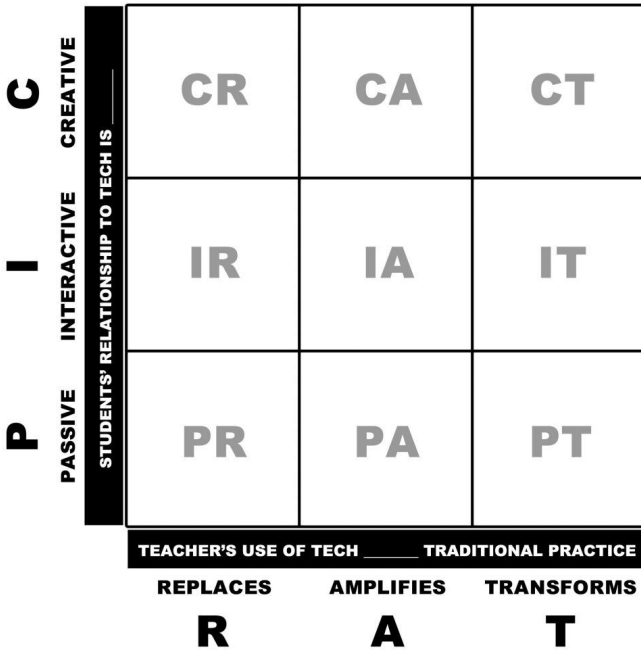 C
CREATIVE
I
INTERACTIVE
P
PASSIVE
STUDENTS' RELATIONSHIP TO TECH IS ______
CR CA CT
IR IA IT
PR PA PT
TEACHER'S USE OF TECH ______ TRADITIONAL PRACTICE
REPLACES AMPLIFIES TRANSFORMS
R A T